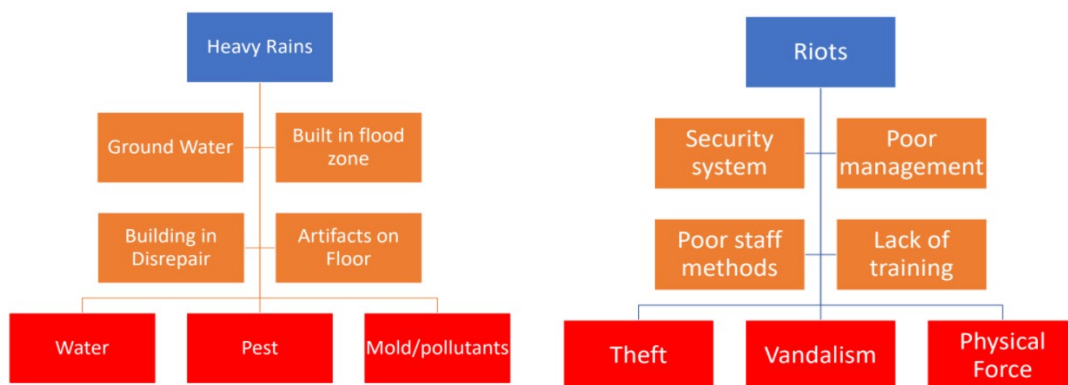 Heavy Rains
Ground Water
Built in flood
zone
Building in
Disrepair
Artifacts on
Floor
Water
Pest
Mold/pollutants
Riots
Security
system
Poor
management
Poor staff
methods
Lack of
training
Theft
Vandalism
Physical
Force